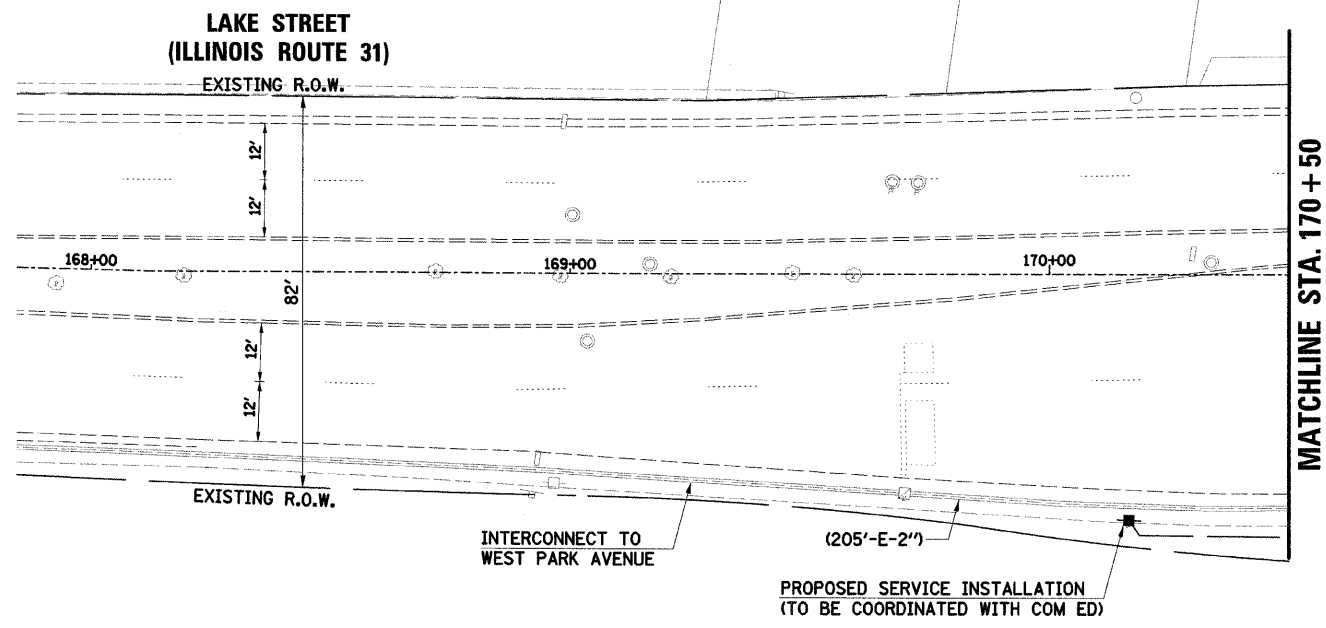 LAKE STREET
(ILLINOIS ROUTE 31)
EXISTING R.O.W.
12'
12'
168+00
169+00
170+00
82'
12'
12'
EXISTING R.O.W.
INTERCONNECT TO
WEST PARK AVENUE
(205'-E-2")
PROPOSED SERVICE INSTALLATION
(TO BE COORDINATED WITH COM ED)
MATCHLINE STA. 170+50